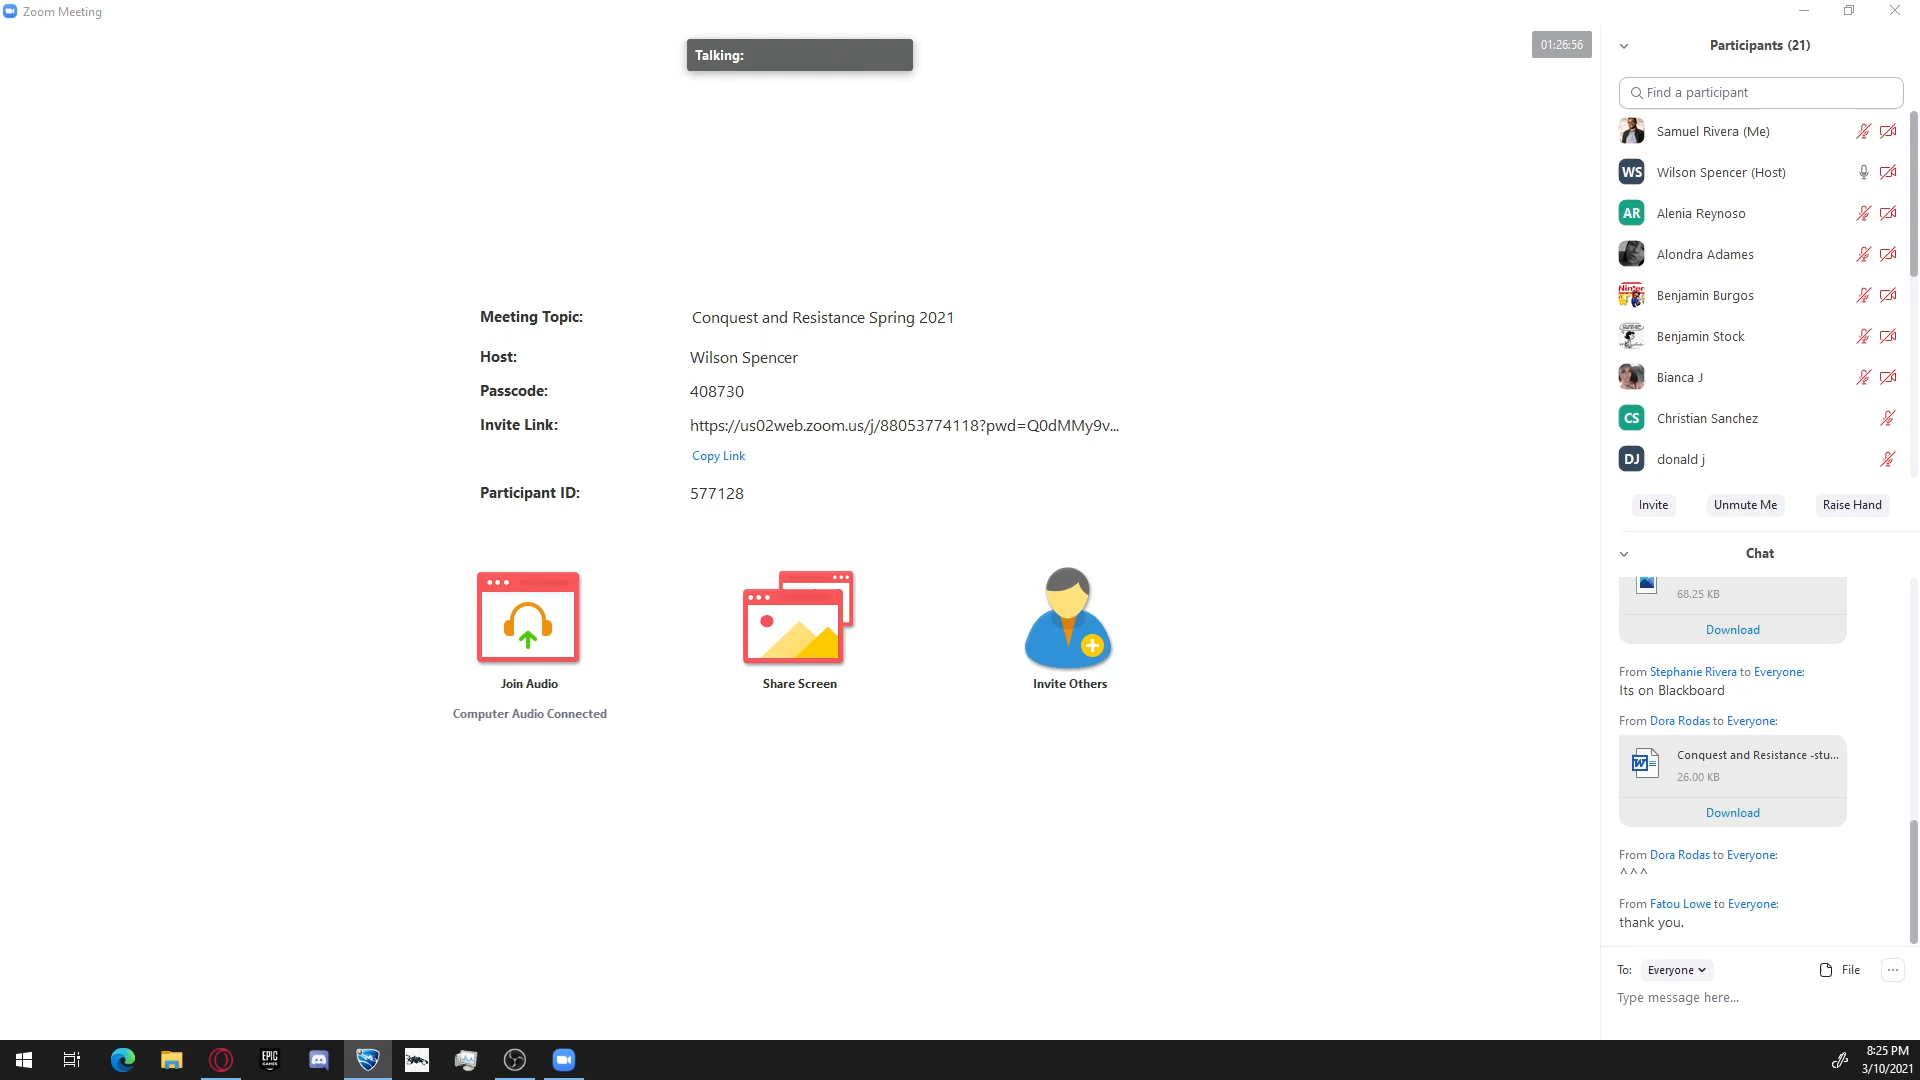 Zoom Meeting
Talking:
01:26:56
Meeting Topic: Conquest and Resistance Spring 2021
Host: Wilson Spencer
Passcode: 408730
Invite Link: https://us02web.zoom.us/j/88053774118?pwd=Q0dMMy9v...
Copy Link
Participant ID: 577128
Join Audio
Computer Audio Connected
Share Screen
Invite Others
Participants (21)
Find a participant
Samuel Rivera (Me)
WS Wilson Spencer (Host)
AR Alenia Reynoso
Alondra Adames
Benjamin Burgos
Benjamin Stock
Bianca J
CS Christian Sanchez
DJ donald j
Invite Unmute Me Raise Hand
Chat
68.25 KB
Download
From Stephanie Rivera to Everyone:
Its on Blackboard
From Dora Rodas to Everyone:
Conquest and Resistance -stu...
26.00 KB
Download
From Dora Rodas to Everyone:
^^^
From Fatou Lowe to Everyone:
thank you.
To: Everyone File ...
Type message here...
EPIC GAMES
8:25 PM
3/10/2021